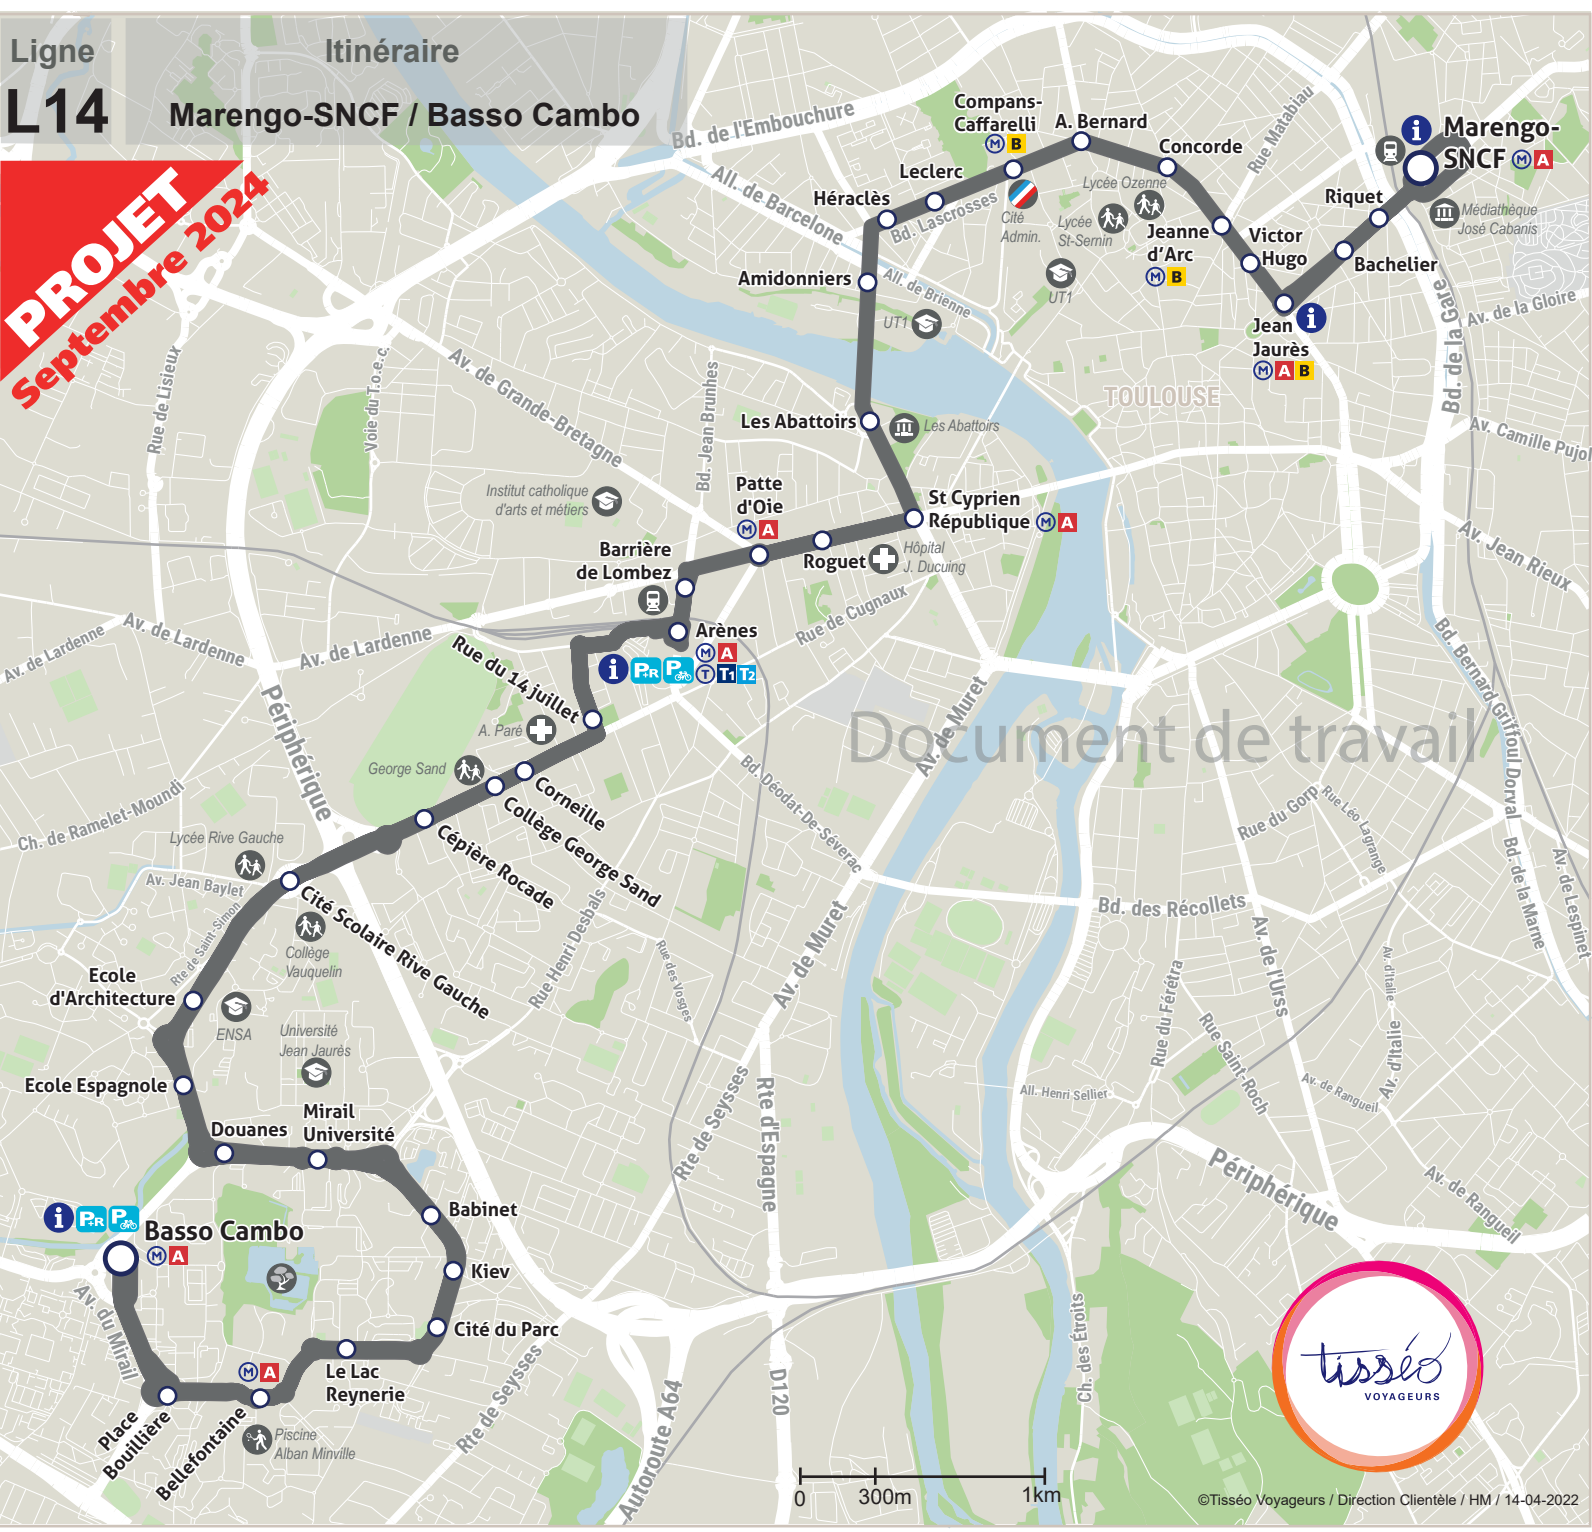 Ligne
Itinéraire
L14
Marengo-SNCF / Basso Cambo
PROJET
Septembre 2024
Bd. de l'Embouchure
All. de Barcelone
Compans-
Caffarelli
M B
A. Bernard
Concorde
Rue Matabiau
i
Marengo-
SNCF M A
Leclerc
Héraclès
Bd. Lascrosses
Cité
Admin.
Lycée Ozenne
Lycée
St-Sernin
Jeanne
d'Arc
M B
Victor
Hugo
Riquet
Médiathèque
José Cabanis
Bachelier
Amidonniers
All. de Brienne
UT1
UT1
Jean
Jaurès
i
M A B
Bd. de la Gare
Av. de la Gloire
TOULOUSE
Rue de Lisieux
Voie du T.o.e.c.
Av. de Grande-Bretagne
Bd. Jean Brunhes
Les Abattoirs
Les Abattoirs
Av. Camille Pujol
Institut catholique
d'arts et métiers
Patte
d'Oie
M A
St Cyprien
République M A
Barrière
de Lombez
Roguet
Hôpital
J. Ducuing
Av. Jean Rieux
Rue de Cugnaux
Av. de Lardenne
Av. de Lardenne
Av. de Lardenne
Arènes
M A
T T1 T2
i P+R P
Rue du 14 juillet
Bd. Bernard Griffoul Dorval
Périphérique
A. Paré
George Sand
Av. de Muret
Document de travail
Bd. Déodat-De-Séverac
Corneille
Collège George Sand
Cépière Rocade
Ch. de Ramelet-Moundi
Rue du Gorp
Rue Léo Lagrange
Lycée Rive Gauche
Av. Jean Baylet
Rte de Saint-Simon
Cité Scolaire Rive Gauche
Collège
Vauquelin
Rue Henri Desbals
Rue des Vosges
Av. de Muret
Bd. des Récollets
Bd. de la Marne
Av. de Lespinet
Av. de l'Urss
Av. d'Italie
Ecole
d'Architecture
ENSA
Université
Jean Jaurès
Rue du Férétra
Rue Saint-Roch
Av. d'Italie
Av. de Rangueil
All. Henri Sellier
Ecole Espagnole
Rte de Seysses
Rte d'Espagne
Douanes
Mirail
Université
Périphérique
Av. de Rangueil
Babinet
i P+R P
Basso Cambo
M A
Kiev
Cité du Parc
Av. du Mirail
Le Lac
Reynerie
M A
Place
Bouillière
Bellefontaine
Piscine
Alban Minville
Rte de Seysses
Autoroute A64
D120
Ch. des Étroits
tisséo
VOYAGEURS
0
300m
1km
©Tisséo Voyageurs / Direction Clientèle / HM / 14-04-2022